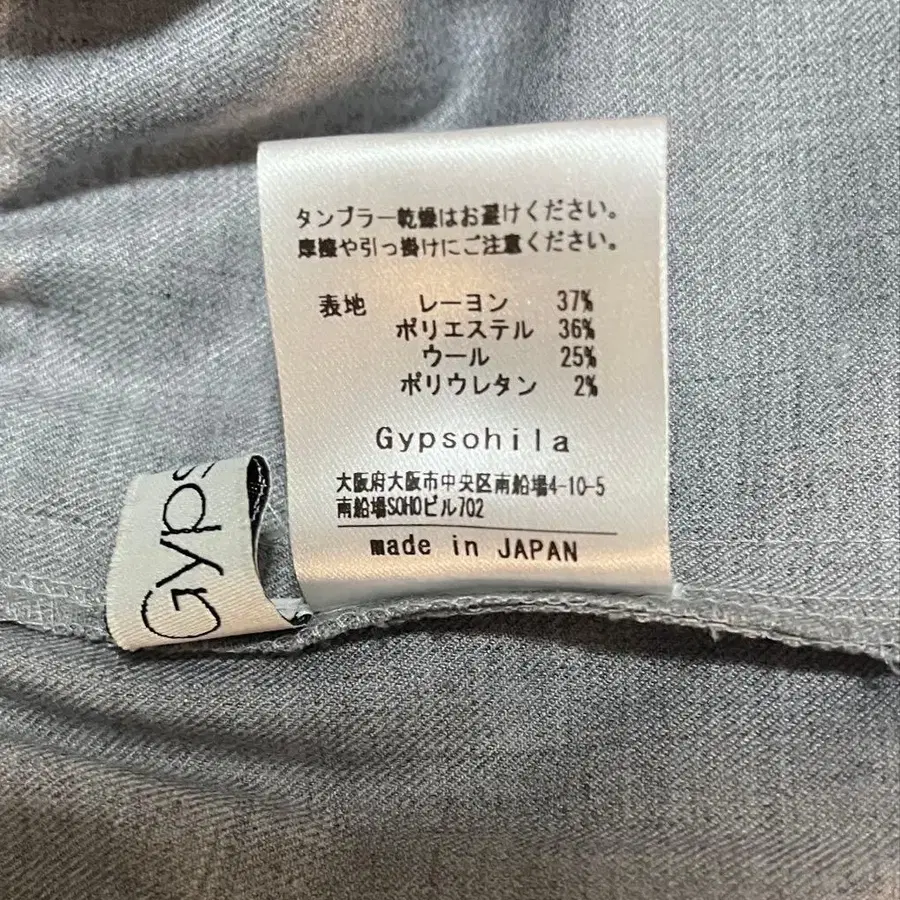 タンブラー乾燥はお避けください。
摩擦や引っ掛けにご注意ください。
表地 レーヨン 37%
ポリエステル 36%
ウール 25%
ポリウレタン 2%
Gypsohila
大阪府大阪市中央区南船場4-10-5
南船場SOHOビル702
made in JAPAN
Gyps